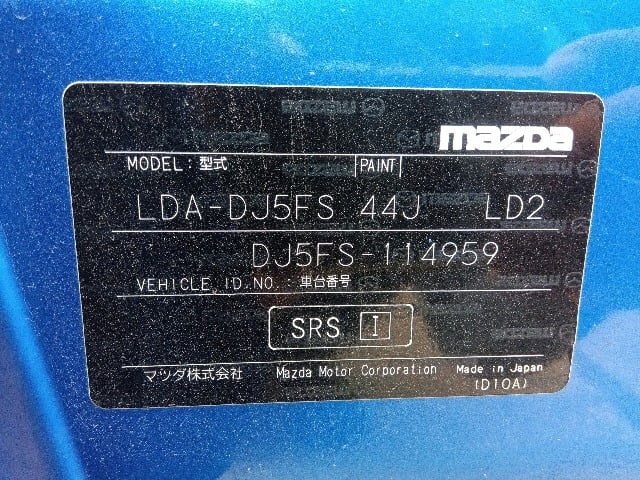 mazda
MODEL:型式 PAINT
LDA-DJ5FS 44J LD2
DJ5FS-114959
VEHICLE I.D.NO.:車台番号
SRS I
マツダ株式会社 Mazda Motor Corporation Made in Japan
(D10A)